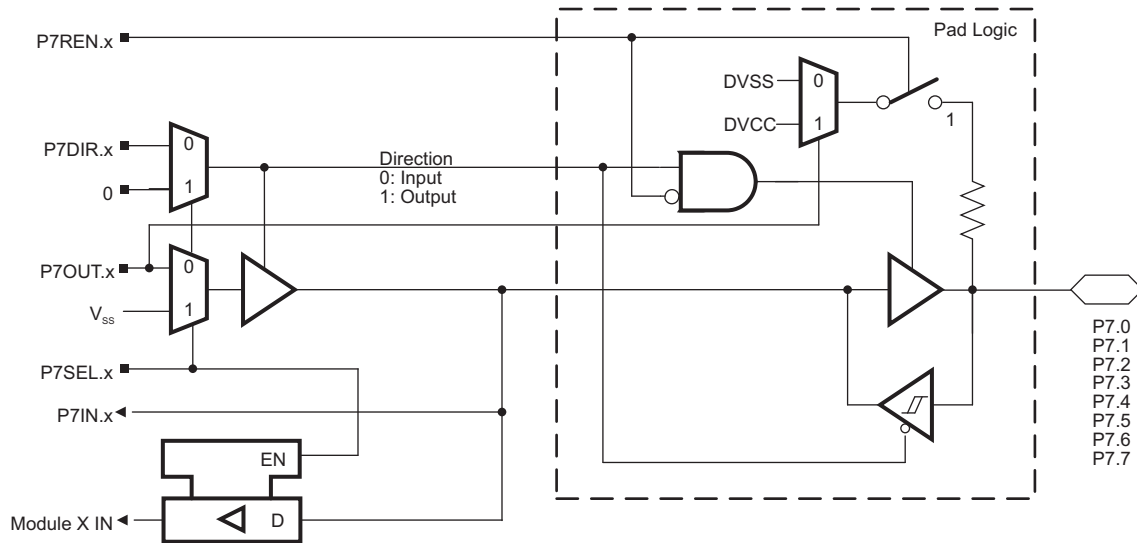 P7REN.x
Pad Logic
DVSS
0
DVCC
1
1
P7DIR.x
0
0
1
Direction
0: Input
1: Output
P7OUT.x
0
VSS
1
P7SEL.x
P7IN.x
EN
Module X IN
D
P7.0
P7.1
P7.2
P7.3
P7.4
P7.5
P7.6
P7.7